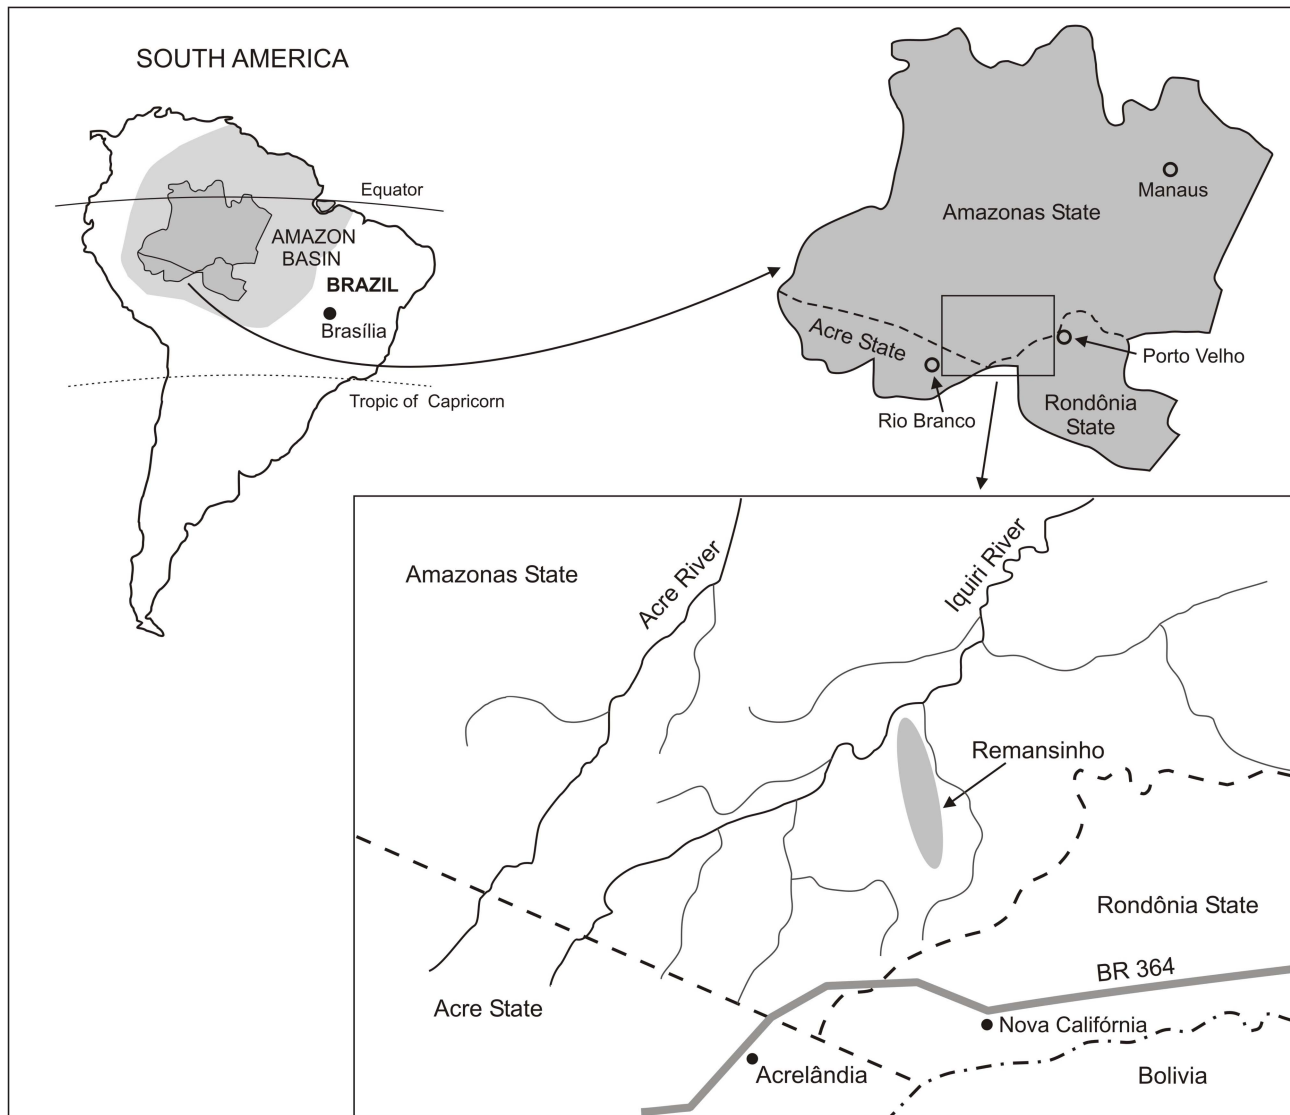 SOUTH AMERICA
Equator
AMAZON
BASIN
BRAZIL
Brasília
Tropic of Capricorn
Manaus
Amazonas State
Acre State
Porto Velho
Rio Branco
Rondônia
State
Amazonas State
Acre River
Iquiri River
Remansinho
Rondônia State
BR 364
Acre State
Nova Califórnia
Acrelândia
Bolivia